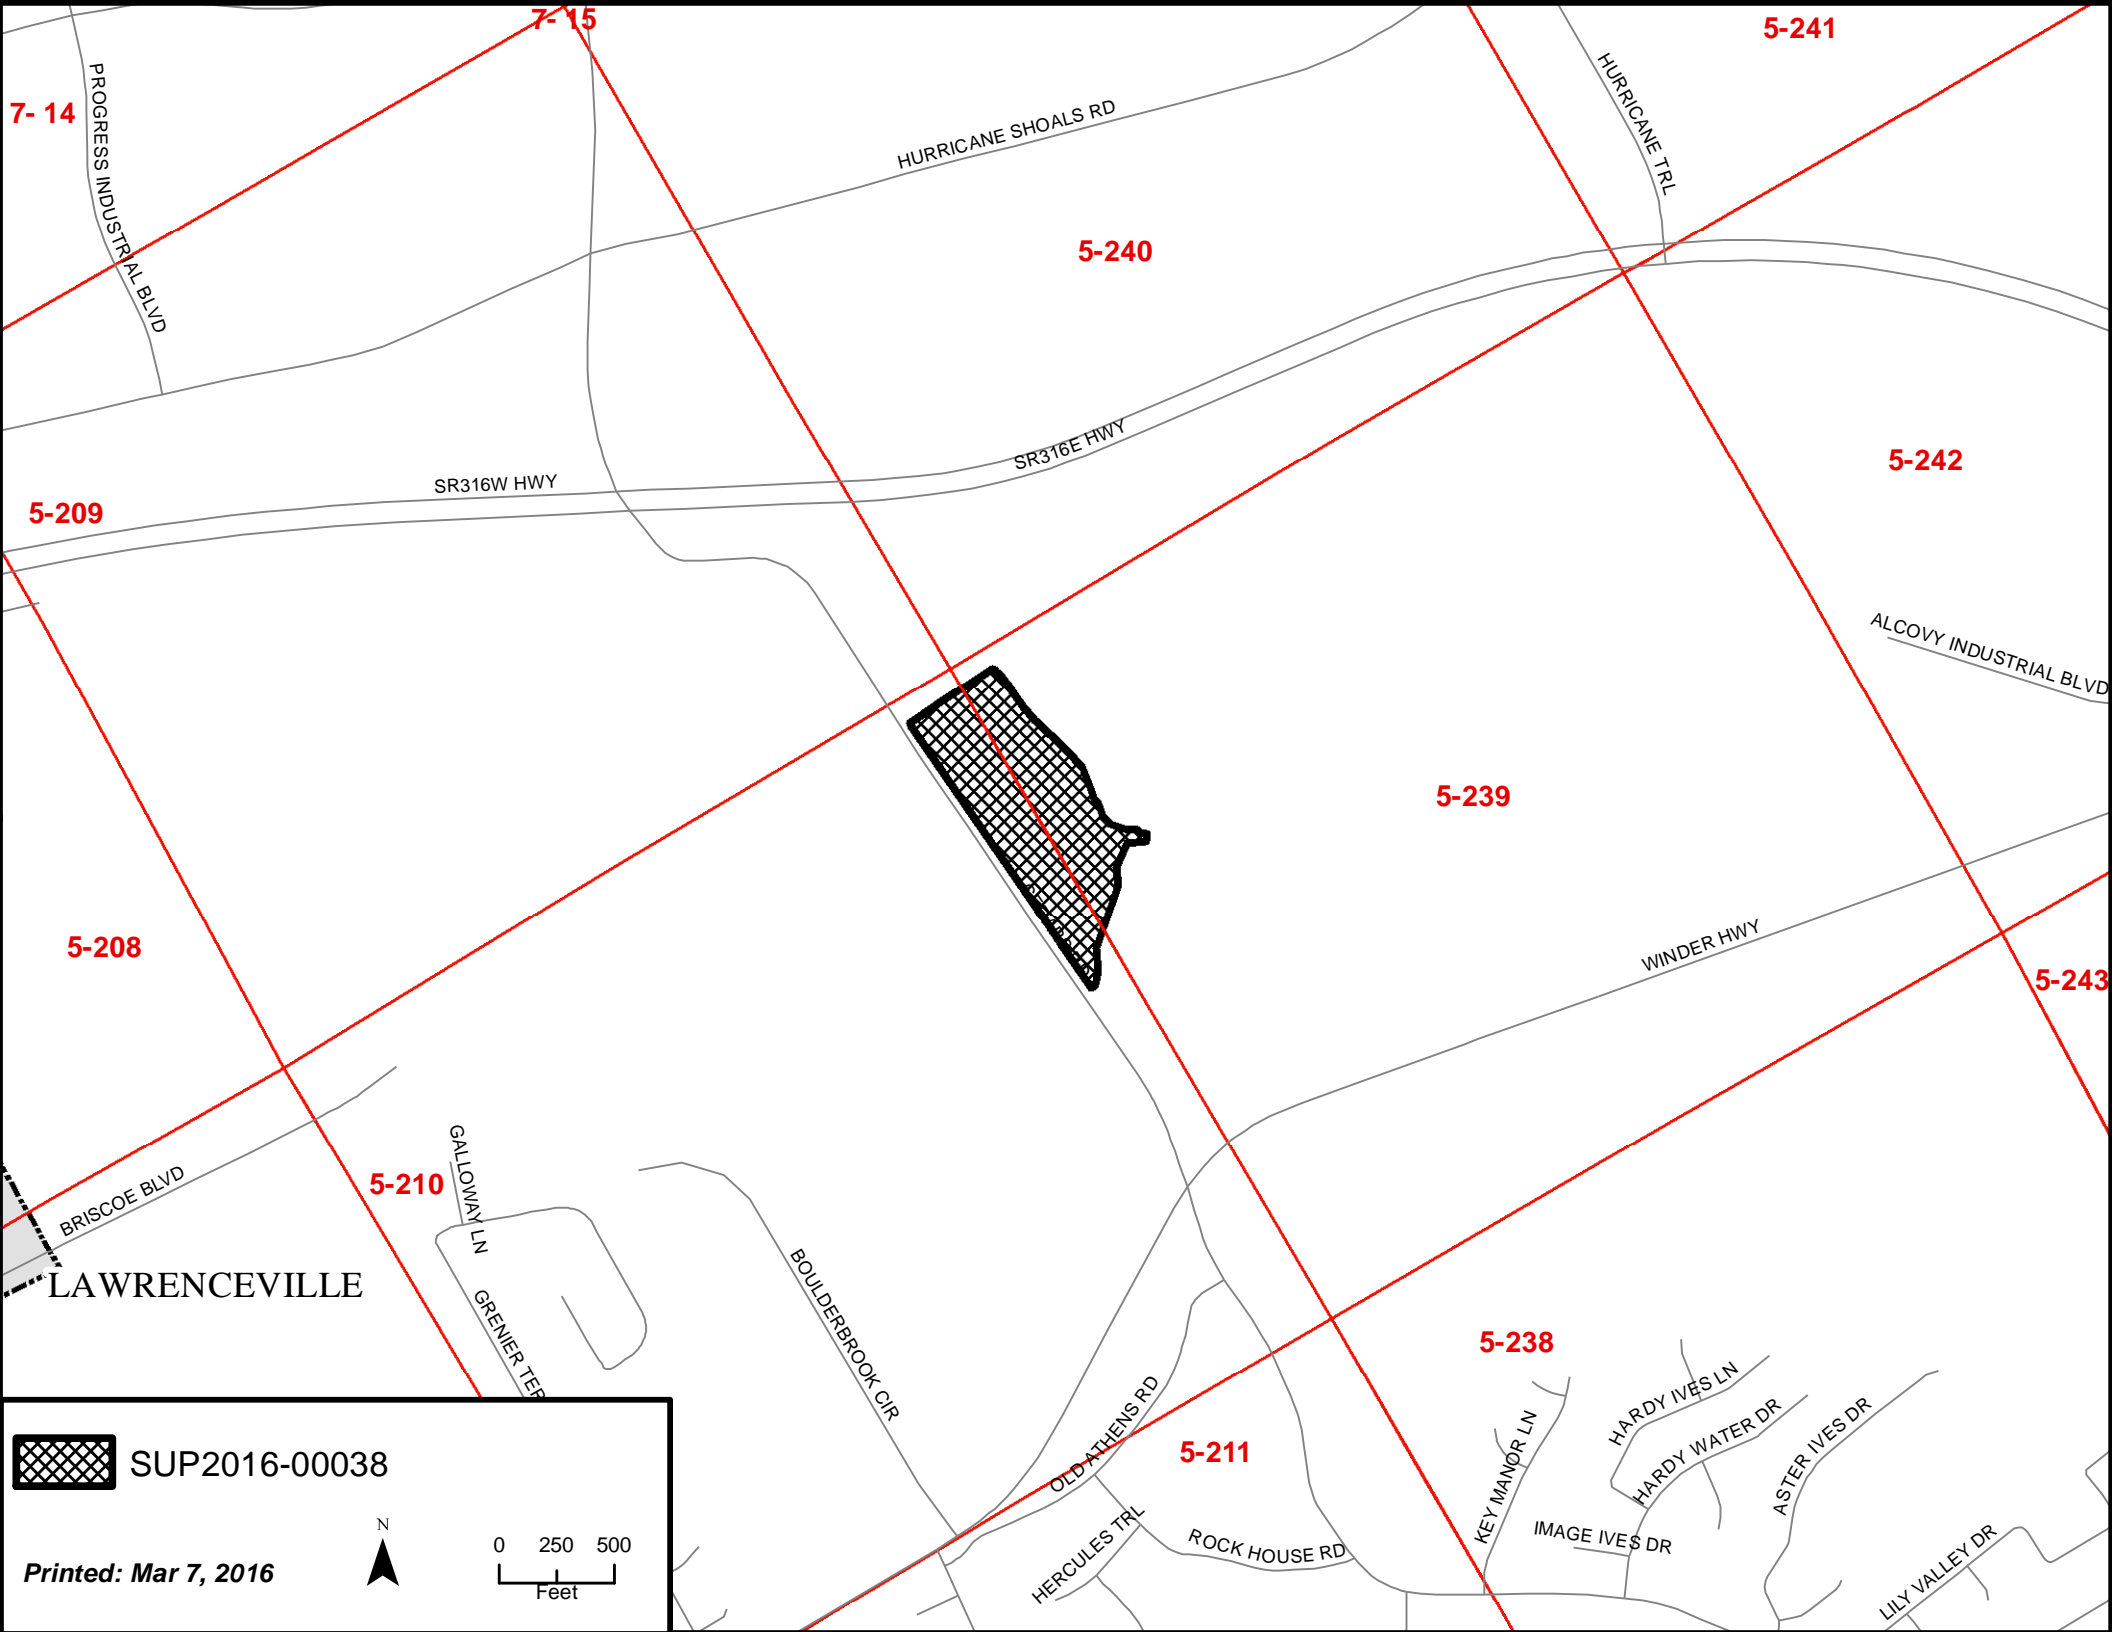 7- 15
5-241
7- 14
PROGRESS INDUSTRIAL BLVD
HURRICANE SHOALS RD
HURRICANE TRL
5-240
SR316W HWY
SR316E HWY
5-242
5-209
ALCOVY INDUSTRIAL BLVD
5-239
5-208
WINDER HWY
5-243
BRISCOE BLVD
5-210
GALLOWAY LN
LAWRENCEVILLE
GRENIER TER
BOULDERBROOK CIR
5-238
OLD ATHENS RD
5-211
HARDY IVES LN
HARDY WATER DR
ASTER IVES DR
KEY MANOR LN
IMAGE IVES DR
HERCULES TRL
ROCK HOUSE RD
LILY VALLEY DR
SUP2016-00038
Printed: Mar 7, 2016
N
0 250 500
Feet